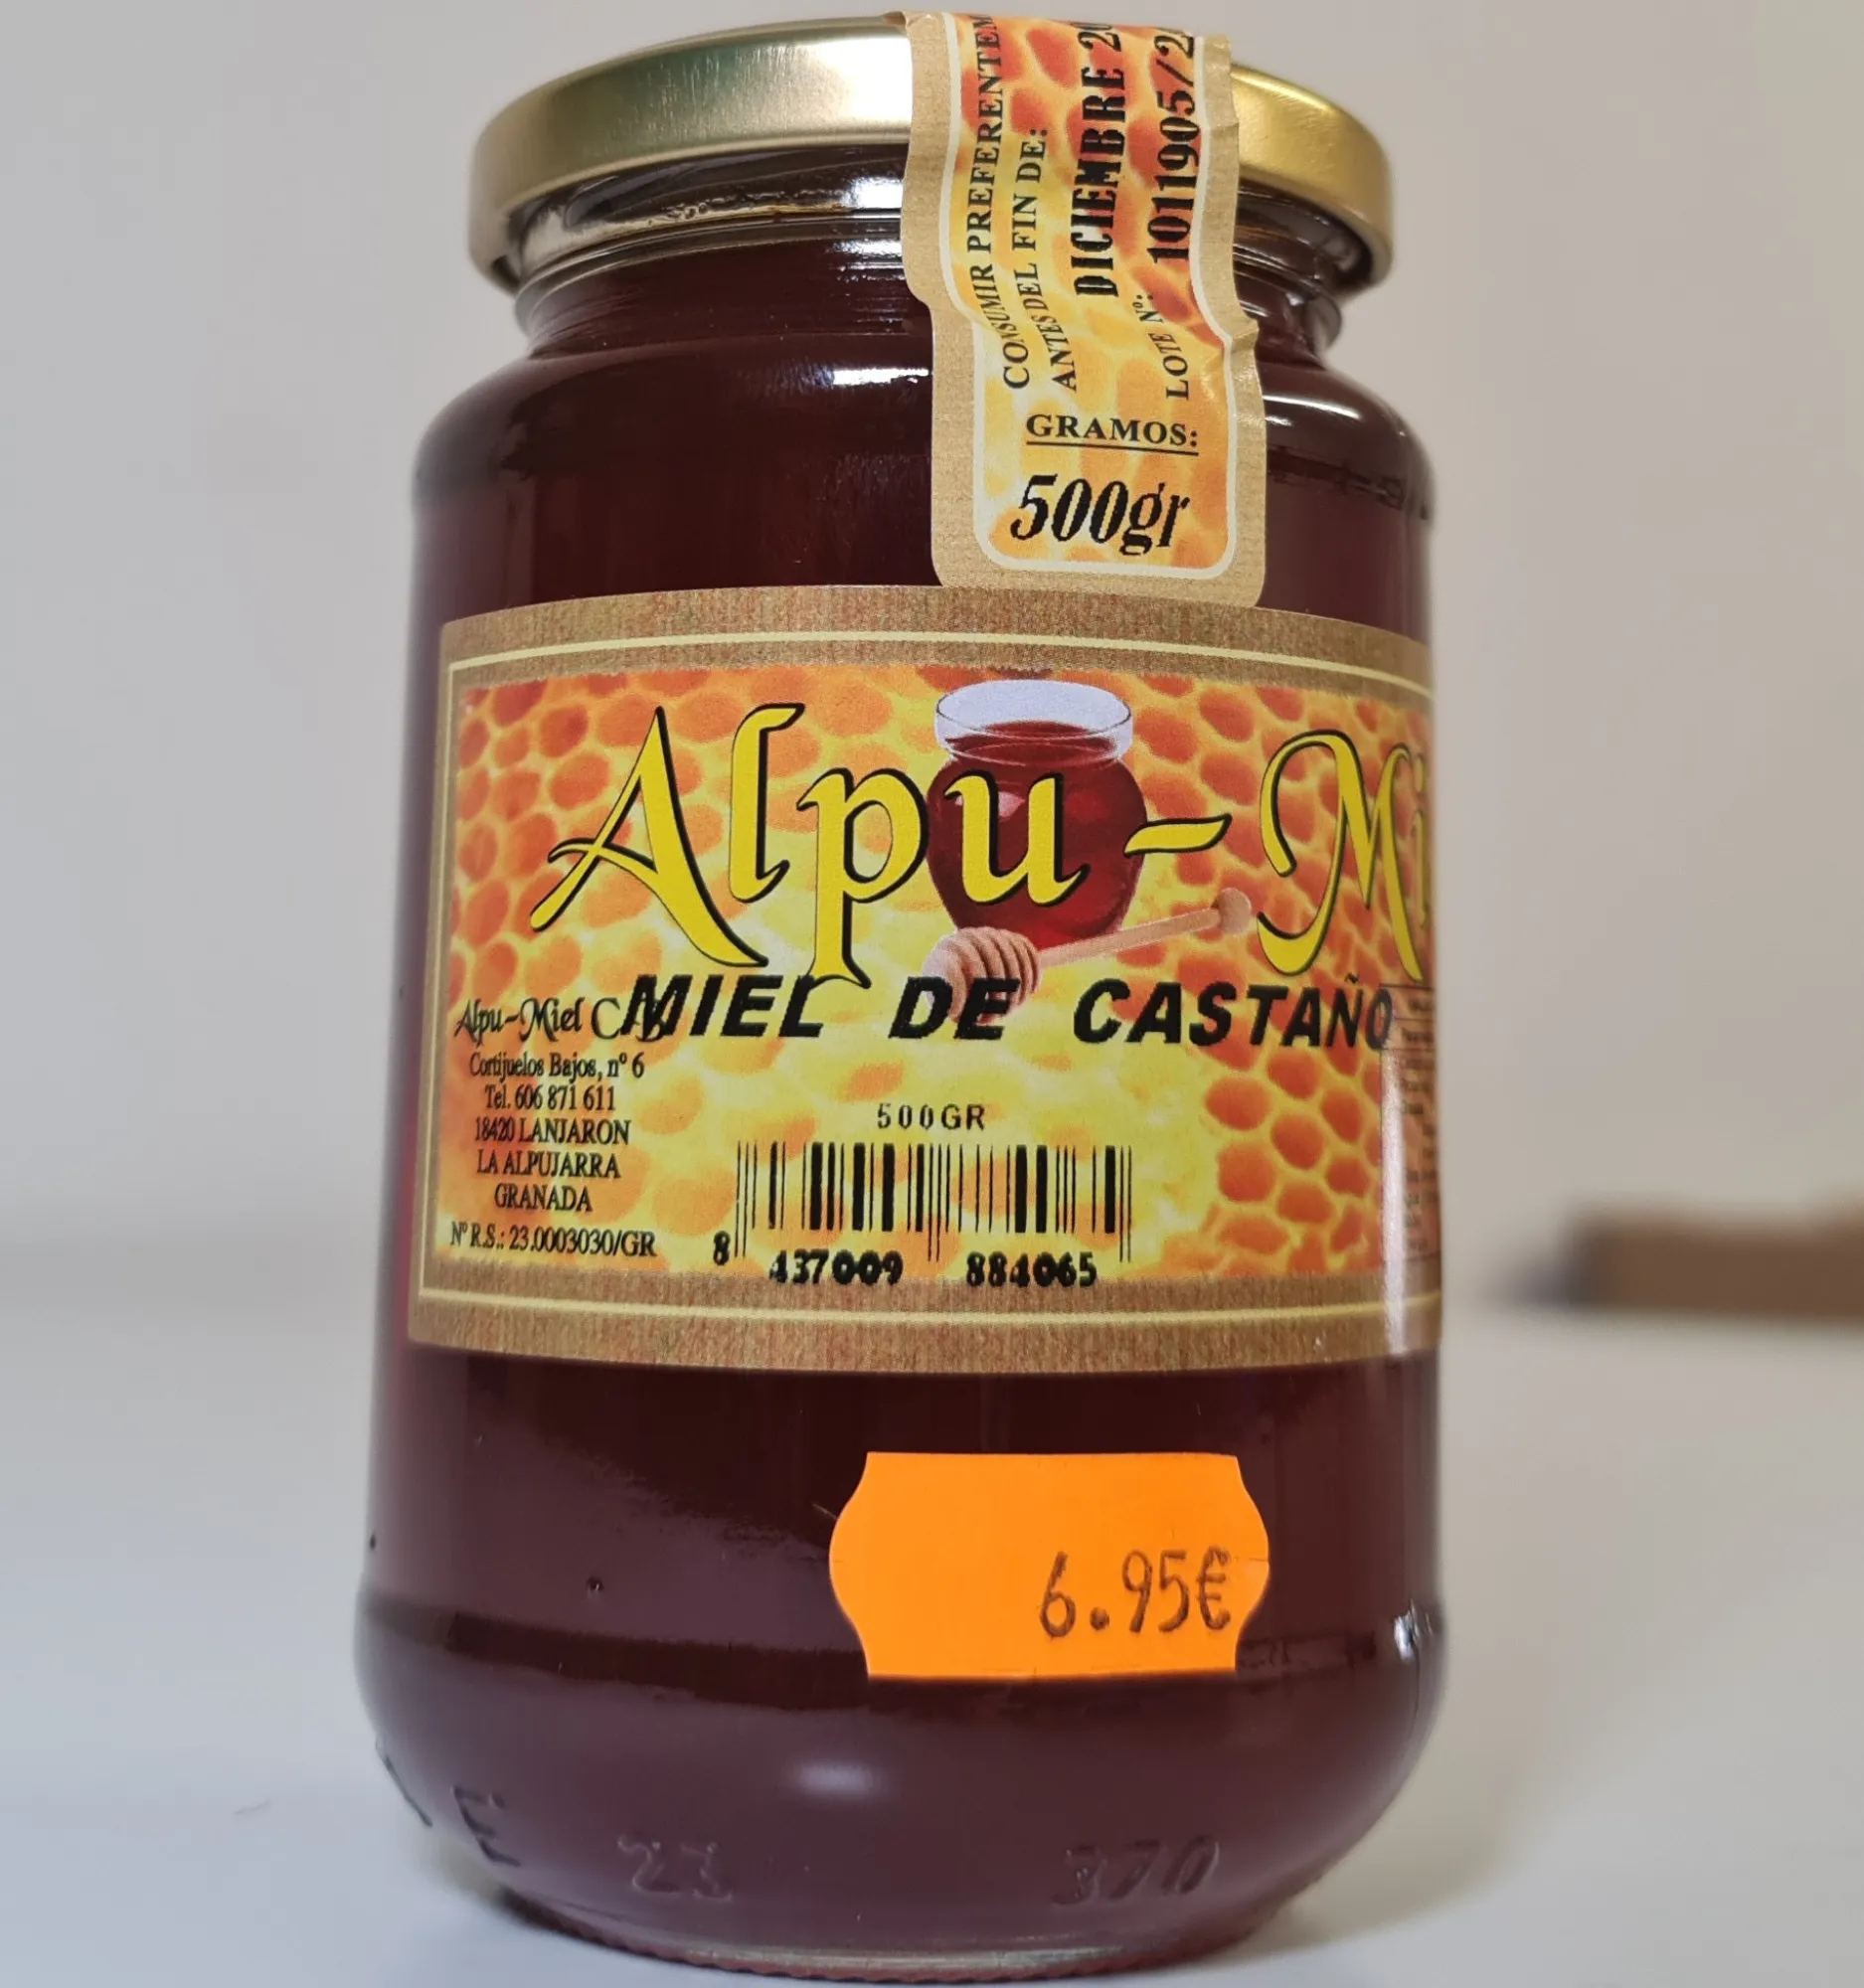 CONSUMIR PREFERENTEM
ANTES DEL FIN DE:
DICIEMBRE 20
LOTE Nº: 1011905/2
GRAMOS:
500gr
Alpu-Mi
MIEL DE CASTAÑO
Alpu-Miel C.B
Cortijuelos Bajos, nº 6
Tel. 606 871 611
18420 LANJARON
LA ALPUJARRA
GRANADA
Nº R.S.: 23.0003030/GR
500GR
8 437009 884065
6.95€
E 23 370